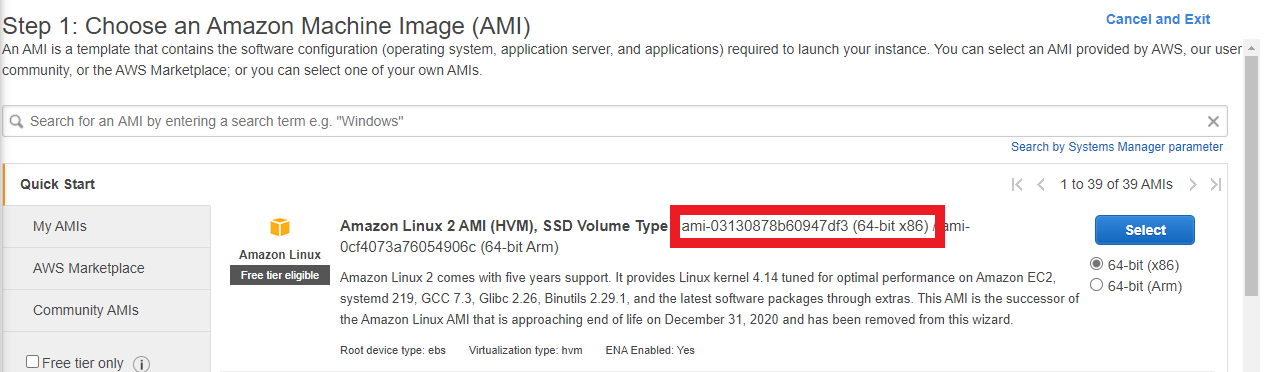 Step 1: Choose an Amazon Machine Image (AMI)
Cancel and Exit
An AMI is a template that contains the software configuration (operating system, application server, and applications) required to launch your instance. You can select an AMI provided by AWS, our user
community, or the AWS Marketplace; or you can select one of your own AMIs.
Search for an AMI by entering a search term e.g. "Windows"
Search by Systems Manager parameter
Quick Start
1 to 39 of 39 AMIs
My AMIs
AWS Marketplace
Community AMIs
Free tier only
Amazon Linux
Free tier eligible
Amazon Linux 2 AMI (HVM), SSD Volume Type ami-03130878b60947df3 (64-bit x86) / ami-
0cf4073a76054906c (64-bit Arm)
Amazon Linux 2 comes with five years support. It provides Linux kernel 4.14 tuned for optimal performance on Amazon EC2,
systemd 219, GCC 7.3, Glibc 2.26, Binutils 2.29.1, and the latest software packages through extras. This AMI is the successor of
the Amazon Linux AMI that is approaching end of life on December 31, 2020 and has been removed from this wizard.
Root device type: ebs Virtualization type: hvm ENA Enabled: Yes
Select
64-bit (x86)
64-bit (Arm)